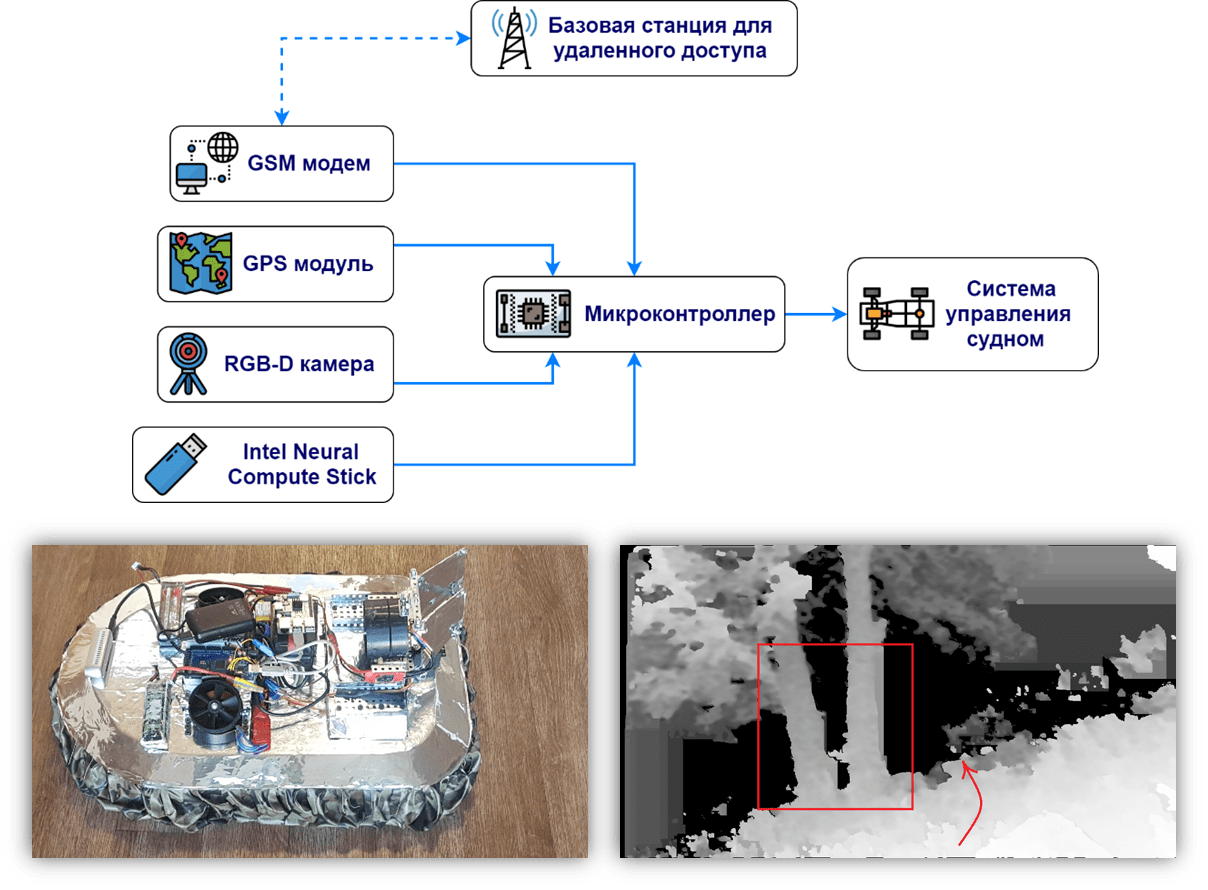 Базовая станция для
удаленного доступа
GSM модем
GPS модуль
RGB-D камера
Intel Neural
Compute Stick
Микроконтроллер
Система
управления
судном